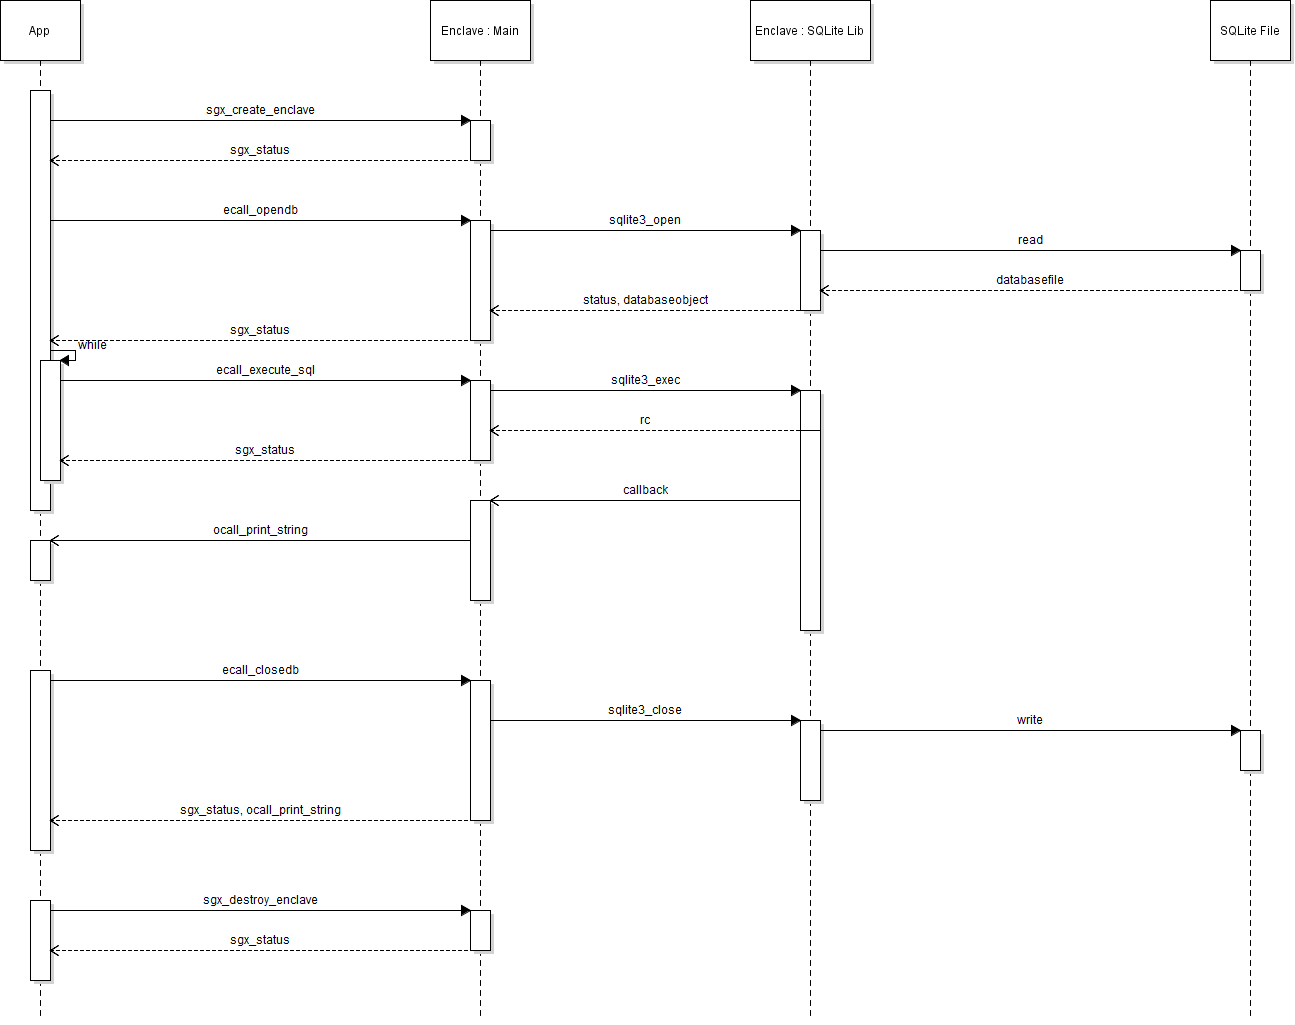 App
Enclave : Main
Enclave : SQLite Lib
SQLite File
sgx_create_enclave
sgx_status
ecall_opendb
sqlite3_open
read
databasefile
status, databaseobject
sgx_status
while
ecall_execute_sql
sqlite3_exec
rc
sgx_status
callback
ocall_print_string
ecall_closedb
sqlite3_close
write
sgx_status, ocall_print_string
sgx_destroy_enclave
sgx_status